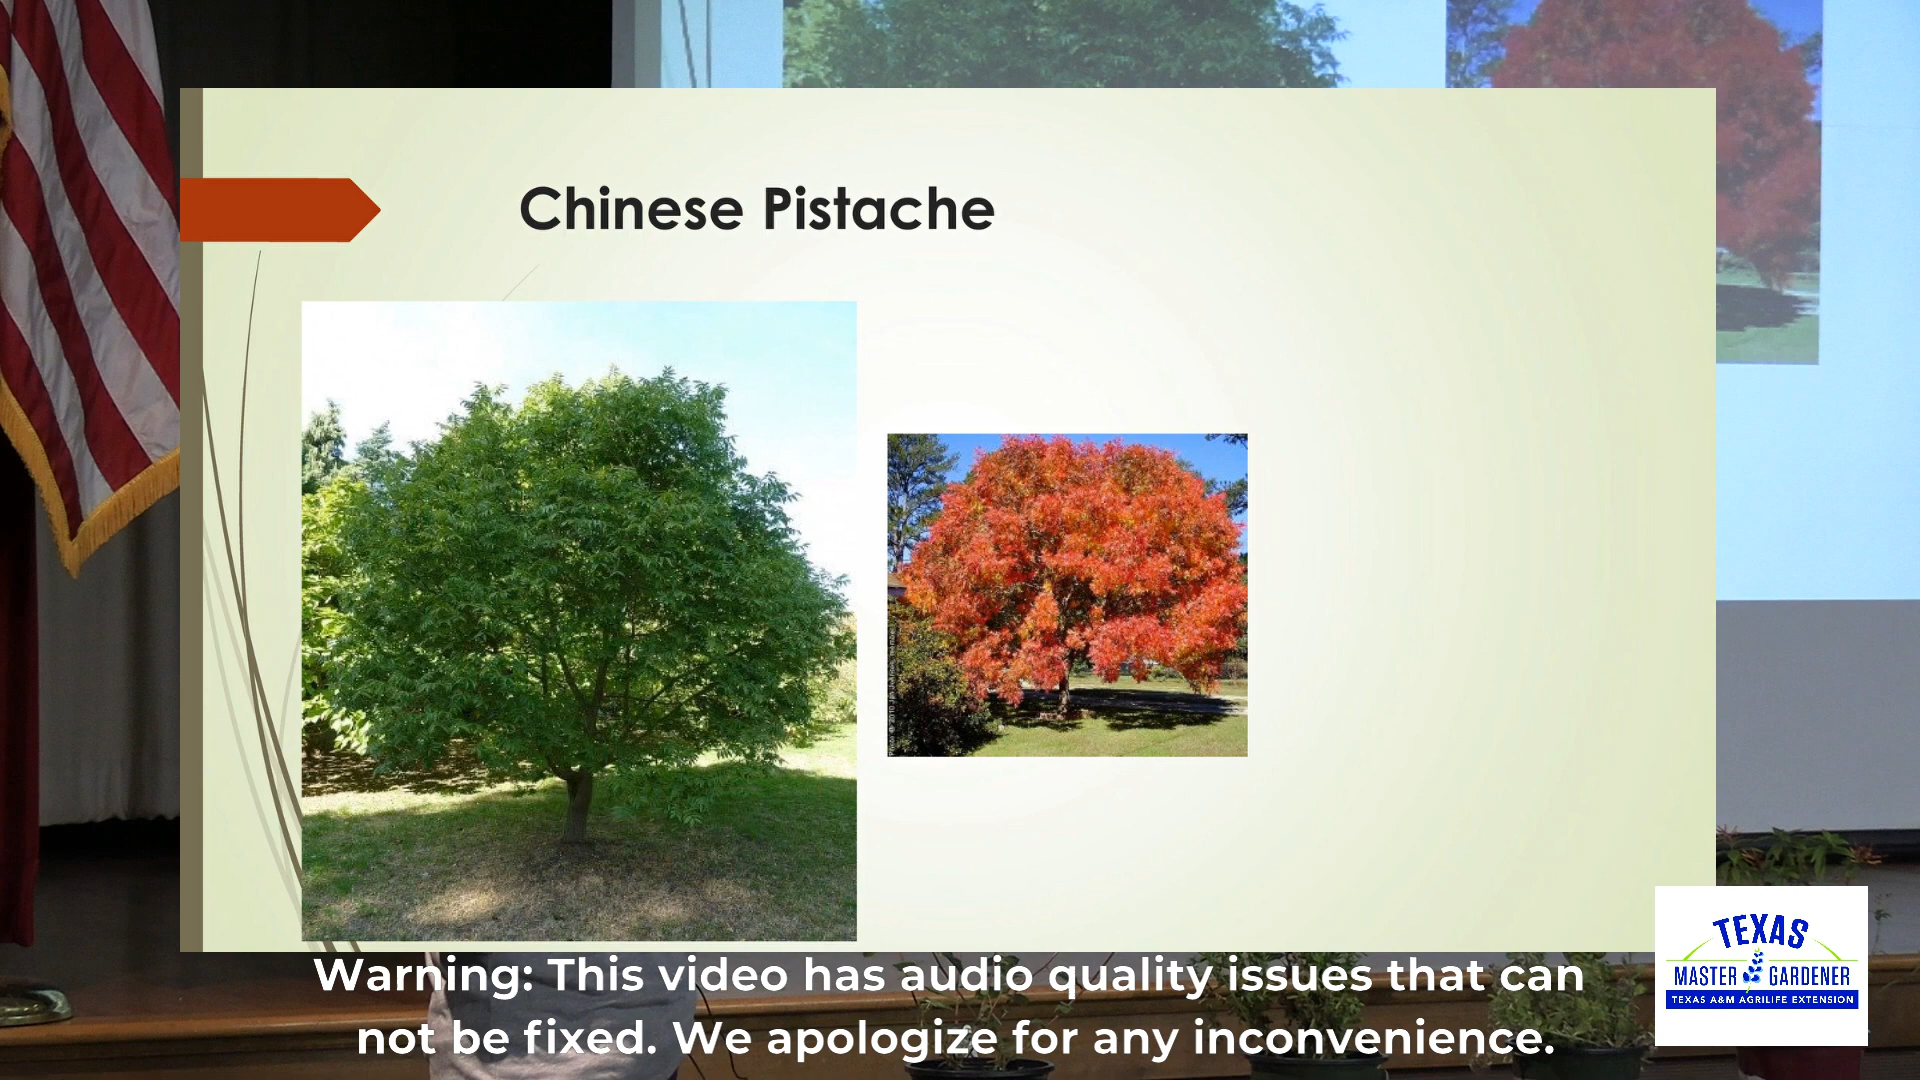 Chinese Pistache
Warning: This video has audio quality issues that can
not be fixed. We apologize for any inconvenience.
TEXAS
MASTER GARDENER
TEXAS A&M AGRILIFE EXTENSION